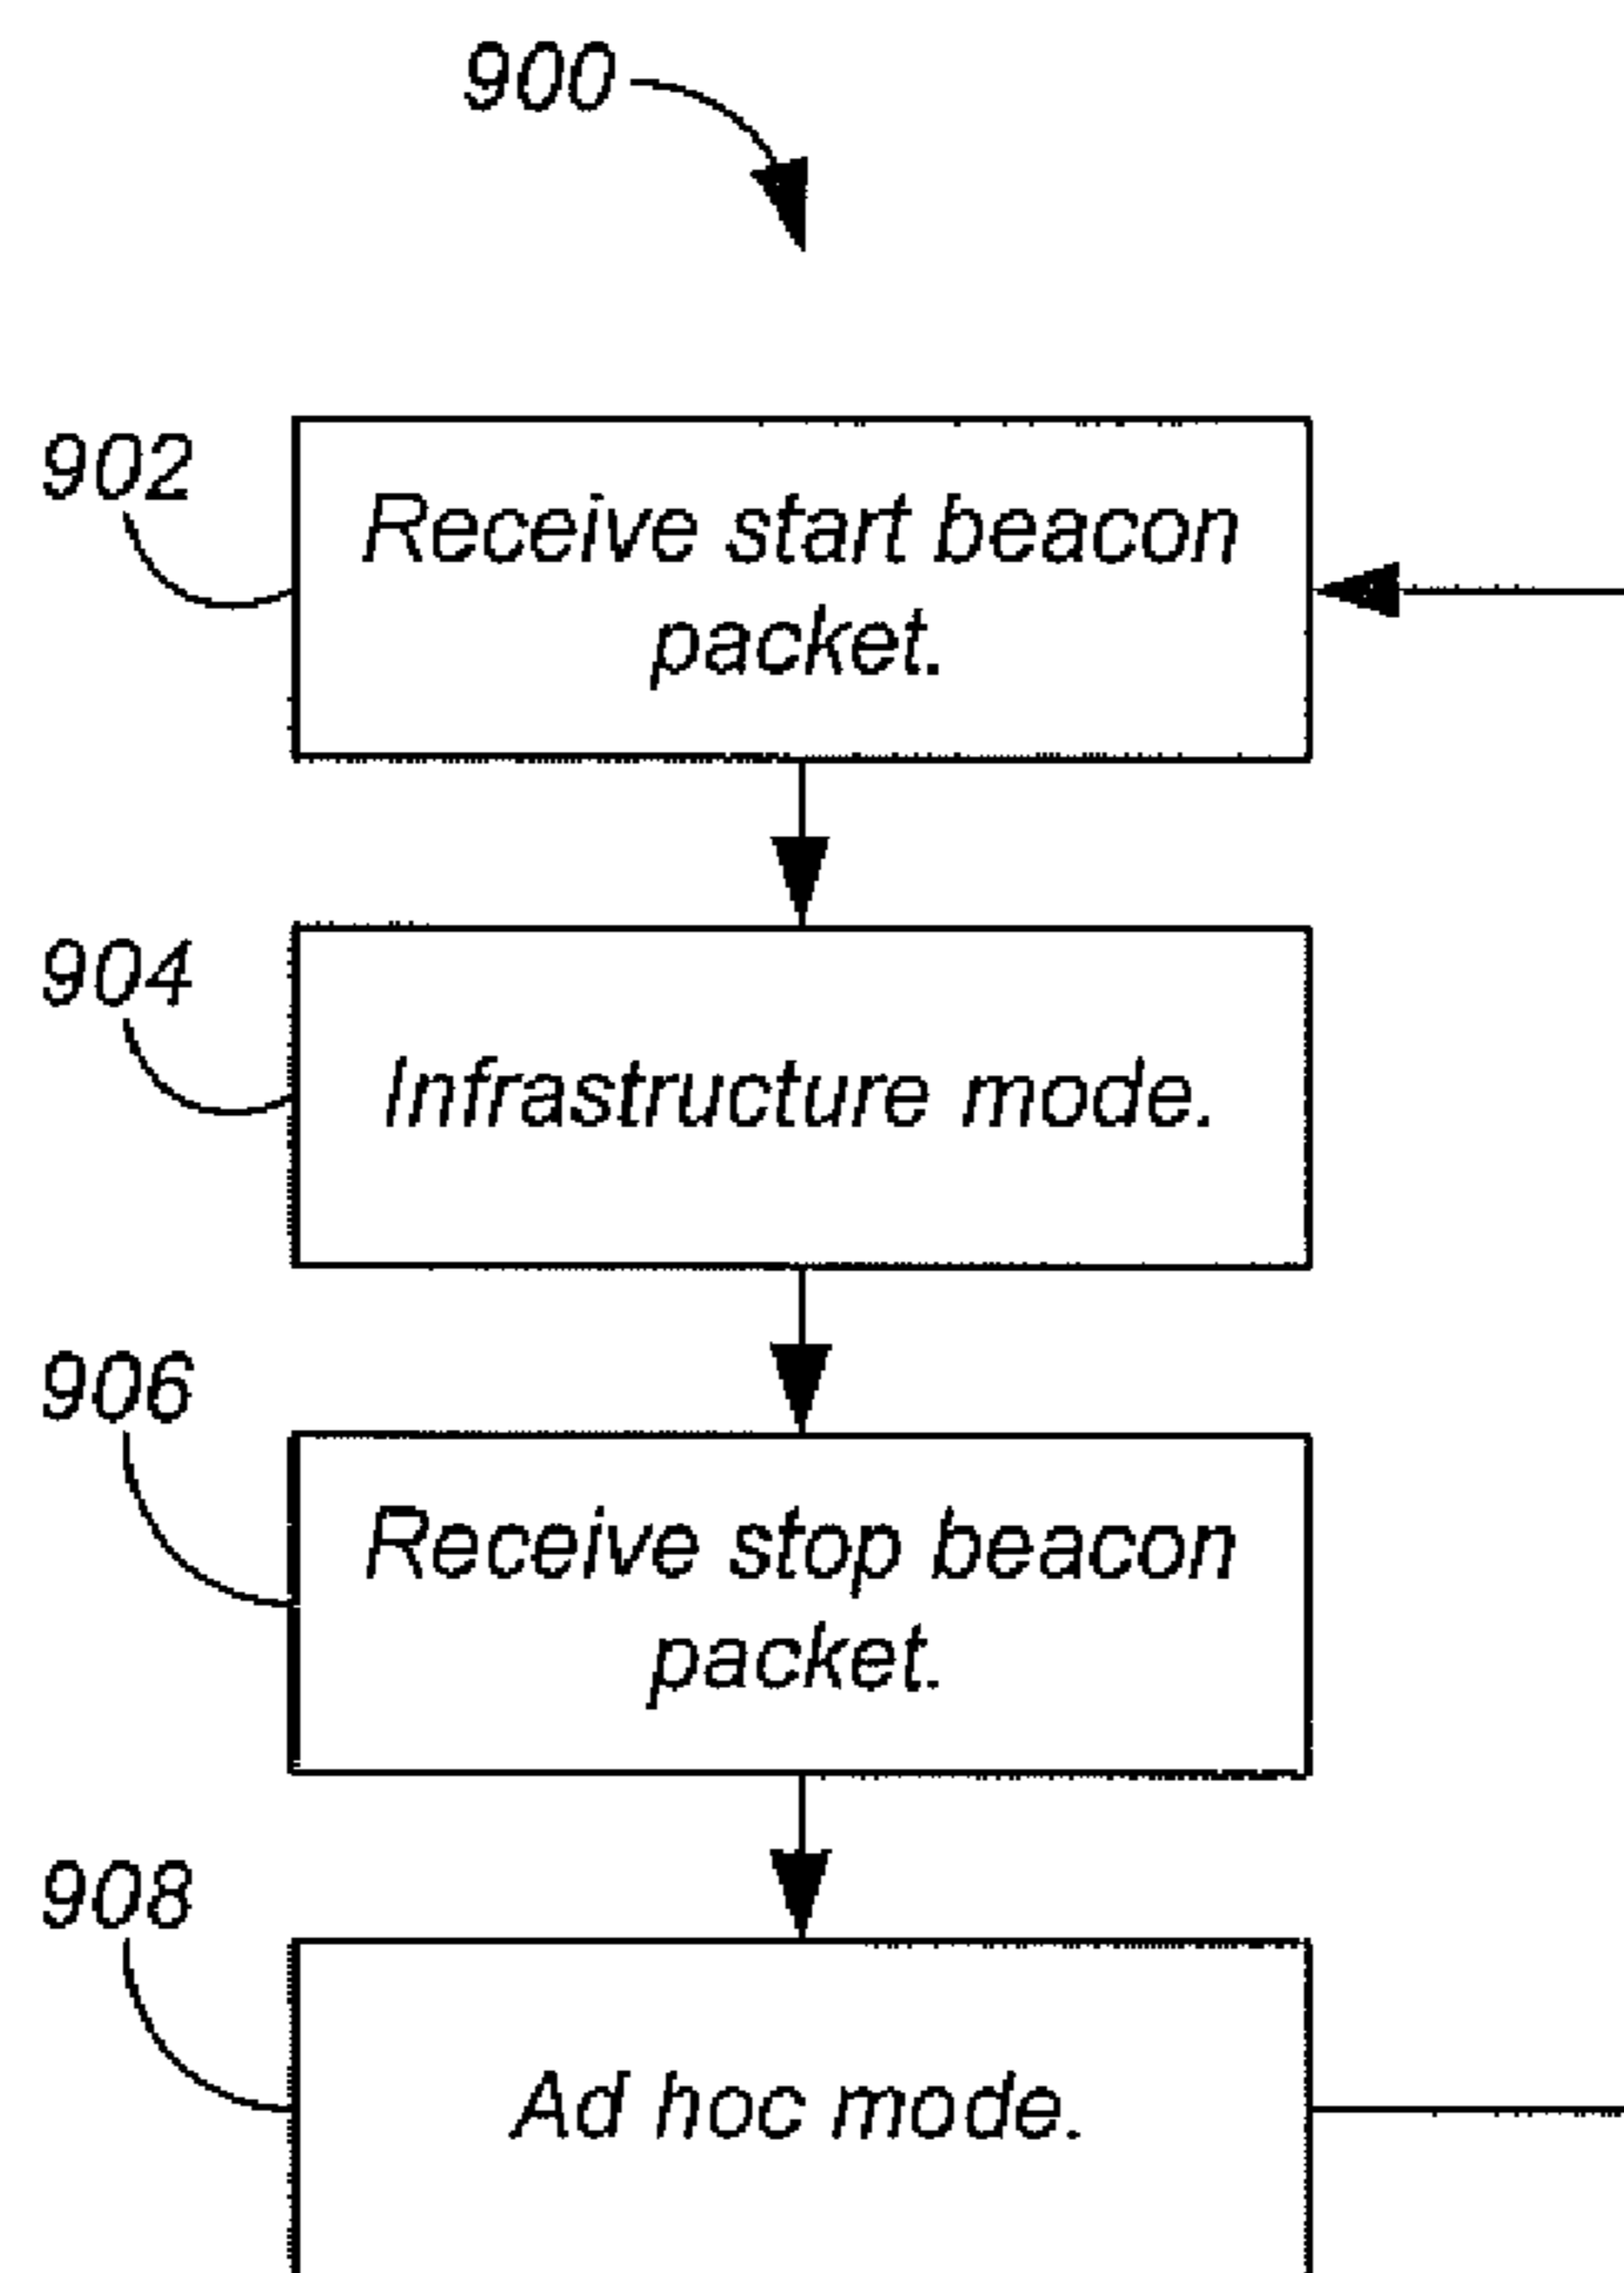 900
902
Receive start beacon
packet.
904
Infrastructure mode.
906
Receive stop beacon
packet.
908
Ad hoc mode.